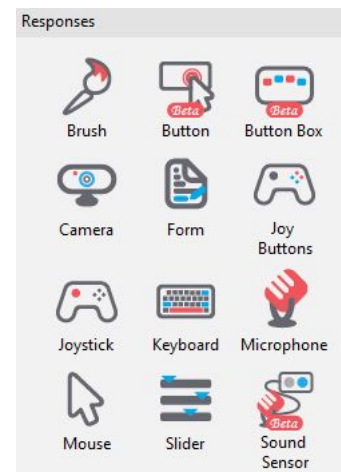 Responses
Beta
Beta
Brush
Button
Button Box
Camera
Form
Joy
Buttons
Joystick
Keyboard
Microphone
Beta
Mouse
Slider
Sound
Sensor